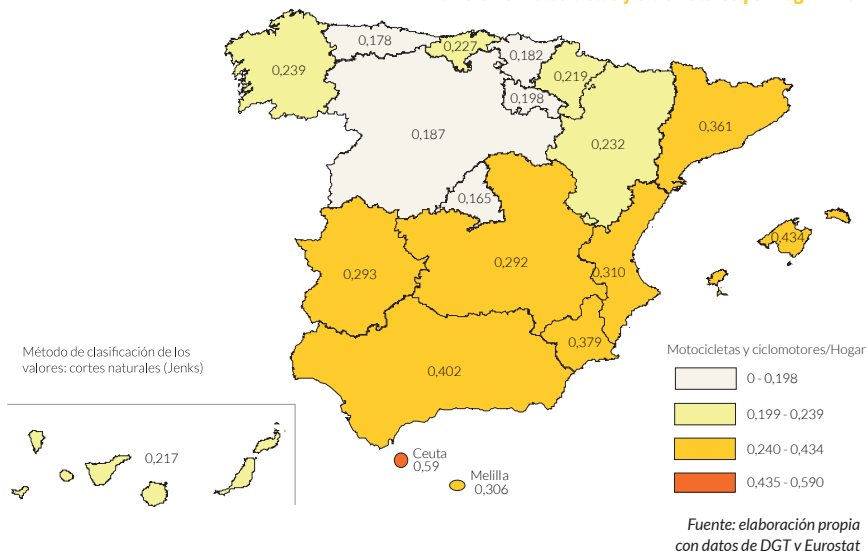 0,178
0,227
0,182
0,239
0,219
0,198
0,361
0,187
0,232
0,165
0,434
0,293
0,292
0,310
0,379
0,402
Método de clasificación de los
valores: cortes naturales (Jenks)
0,217
Ceuta
0,59
Melilla
0,306
Motocicletas y ciclomotores/Hogar
0 - 0,198
0,199 - 0,239
0,240 - 0,434
0,435 - 0,590
Fuente: elaboración propia
con datos de DGT y Eurostat